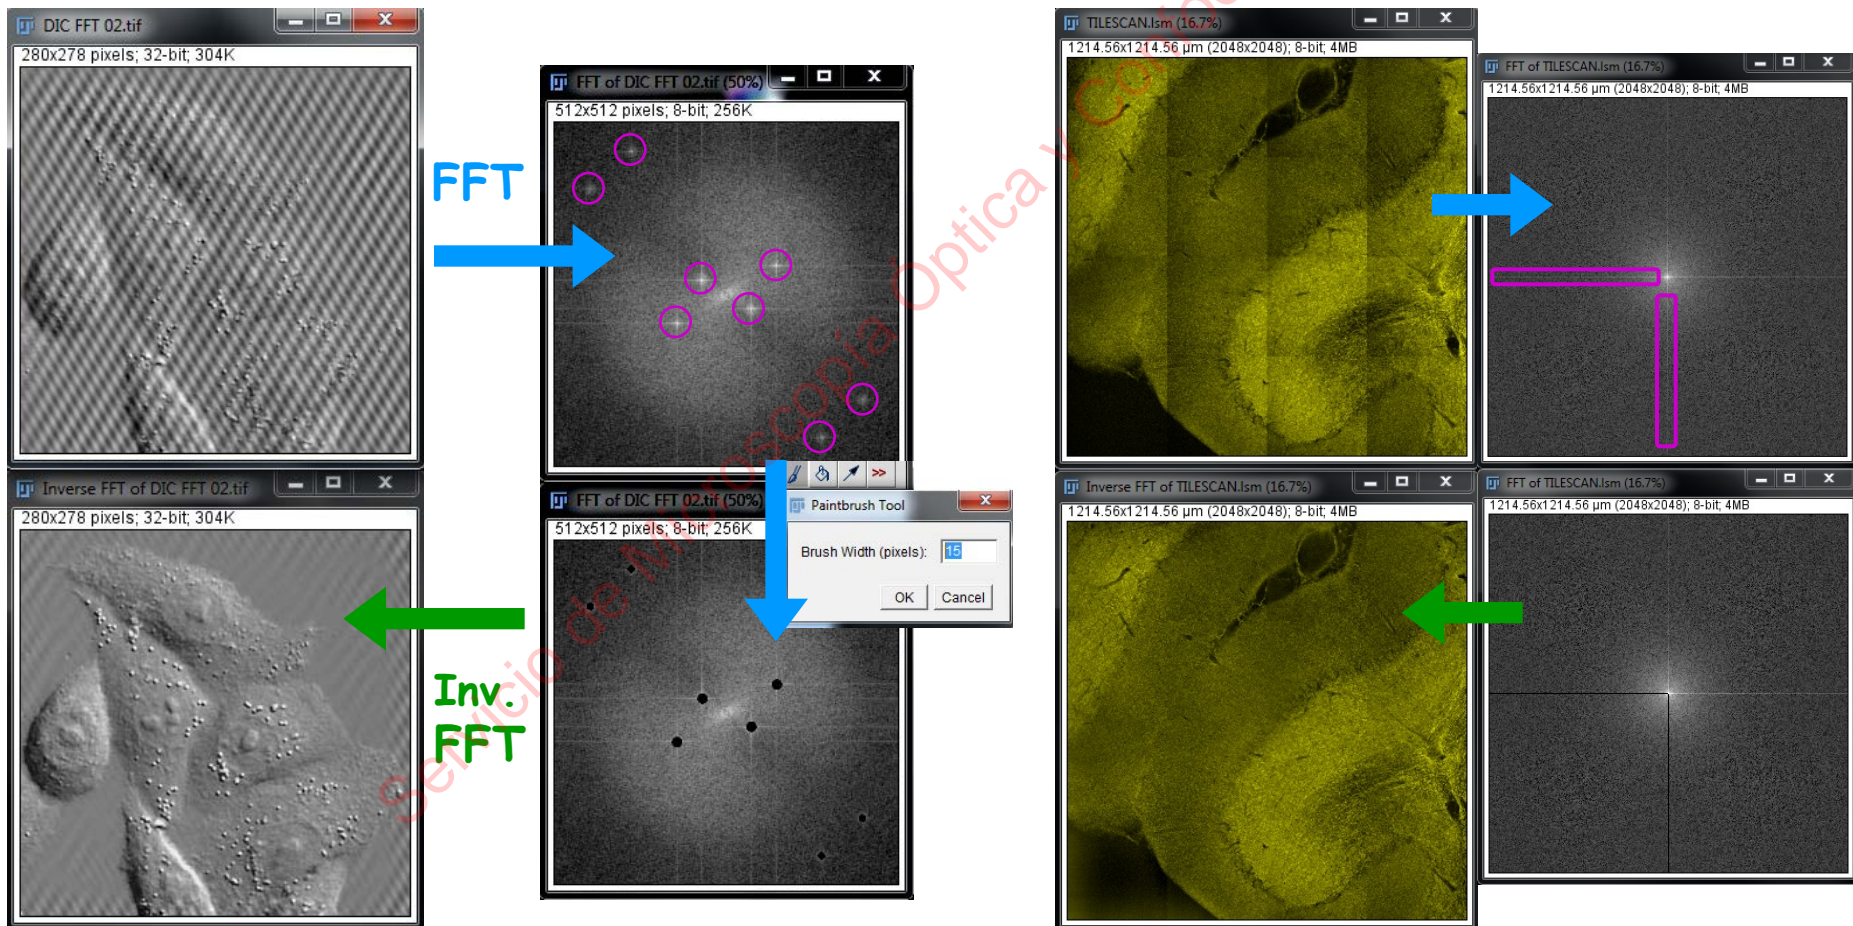 DIC FFT 02.tif
280x278 pixels; 32-bit; 304K
FFT
FFT of DIC FFT 02.tif (50%)
512x512 pixels; 8-bit; 256K
Inverse FFT of DIC FFT 02.tif
280x278 pixels; 32-bit; 304K
Inv.
FFT
FFT of DIC FFT 02.tif (50%)
512x512 pixels; 8-bit; 256K
>>
Paintbrush Tool
Brush Width (pixels): 15
OK Cancel
TILESCAN.lsm (16.7%)
1214.56x1214.56 µm (2048x2048); 8-bit; 4MB
FFT of TILESCAN.lsm (16.7%)
1214.56x1214.56 µm (2048x2048); 8-bit; 4MB
Inverse FFT of TILESCAN.lsm (16.7%)
1214.56x1214.56 µm (2048x2048); 8-bit; 4MB
FFT of TILESCAN.lsm (16.7%)
1214.56x1214.56 µm (2048x2048); 8-bit; 4MB
Servicio de Microscopia Optica y